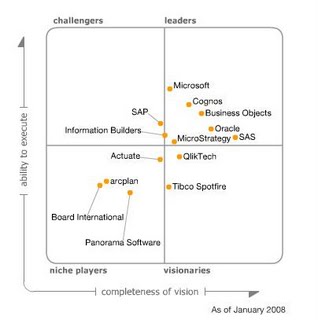 challengers
leaders
Microsoft
Cognos
SAP
Business Objects
Information Builders
Oracle
MicroStrategy
SAS
Actuate
QlikTech
arcplan
Tibco Spotfire
Board International
Panorama Software
niche players
visionaries
ability to execute
completeness of vision
As of January 2008